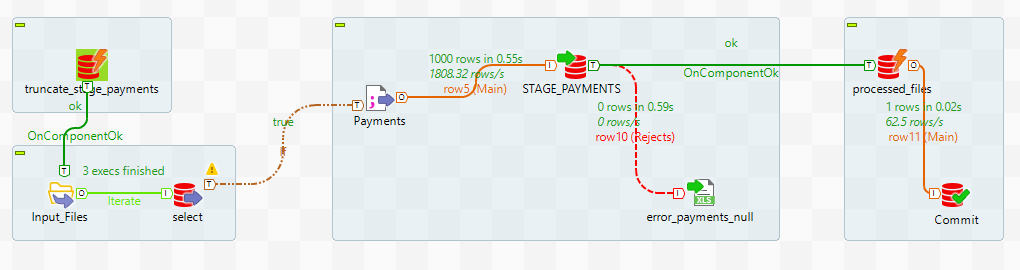 truncate_stage_payments
ok
OnComponentOk
3 execs finished
Input_Files
Iterate
select
true
Payments
1000 rows in 0.55s
1808.32 rows/s
row5 (Main)
STAGE_PAYMENTS
0 rows in 0.59s
0 rows/s
row10 (Rejects)
error_payments_null
XLS
ok
OnComponentOk
processed_files
1 rows in 0.02s
62.5 rows/s
row11 (Main)
Commit
T
T
O
I
T
T
O
I
T
I
T
O
I